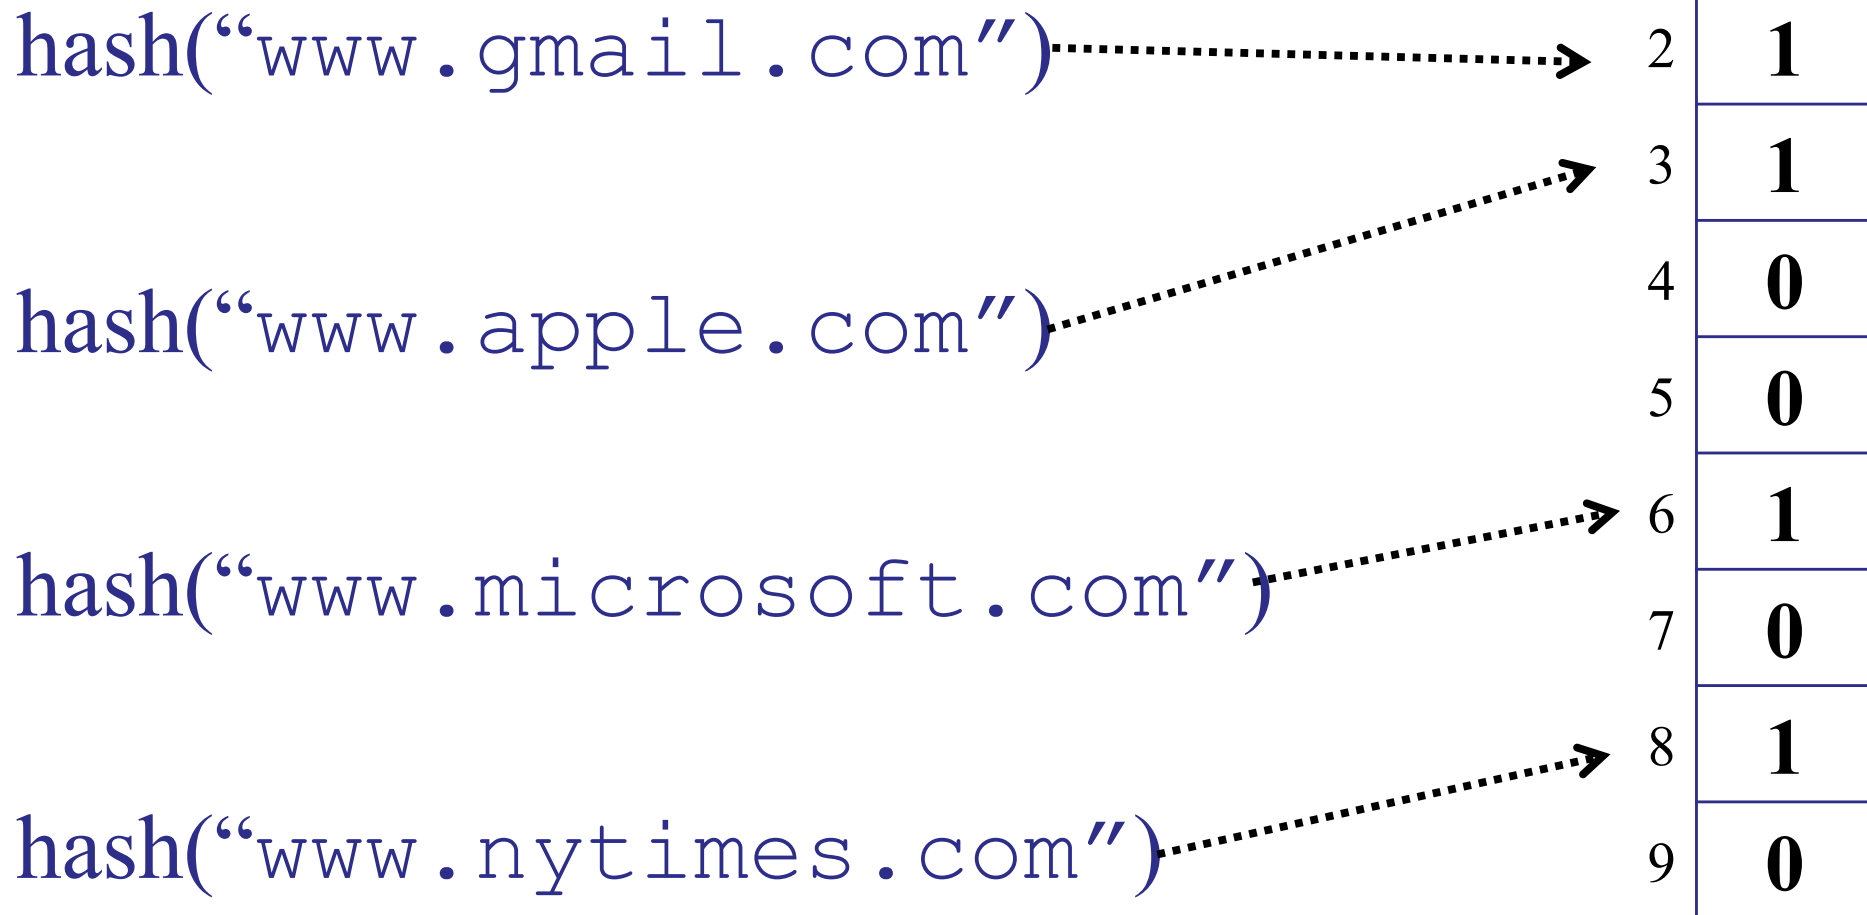 hash(“www.gmail.com”) 2 1
3 1
hash(“www.apple.com”) 4 0
5 0
hash(“www.microsoft.com”) 6 1
7 0
8 1
hash(“www.nytimes.com”) 9 0